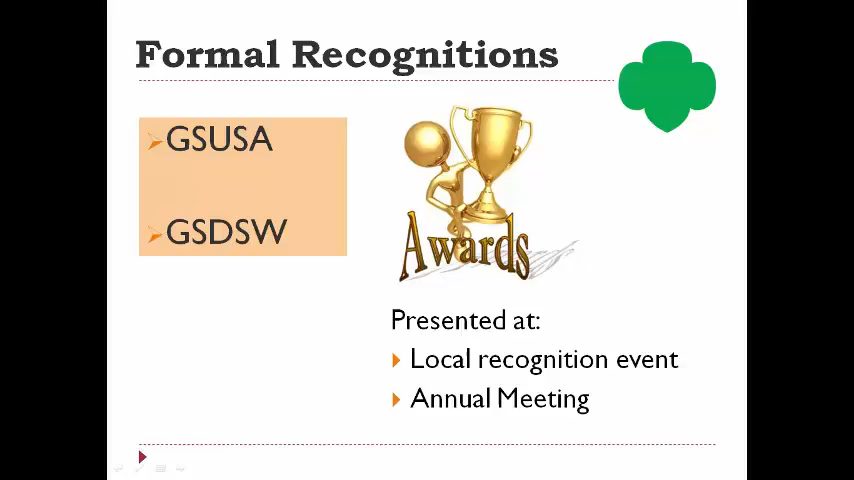 Formal Recognitions
GSUSA
GSDSW
Awards
Presented at:
Local recognition event
Annual Meeting